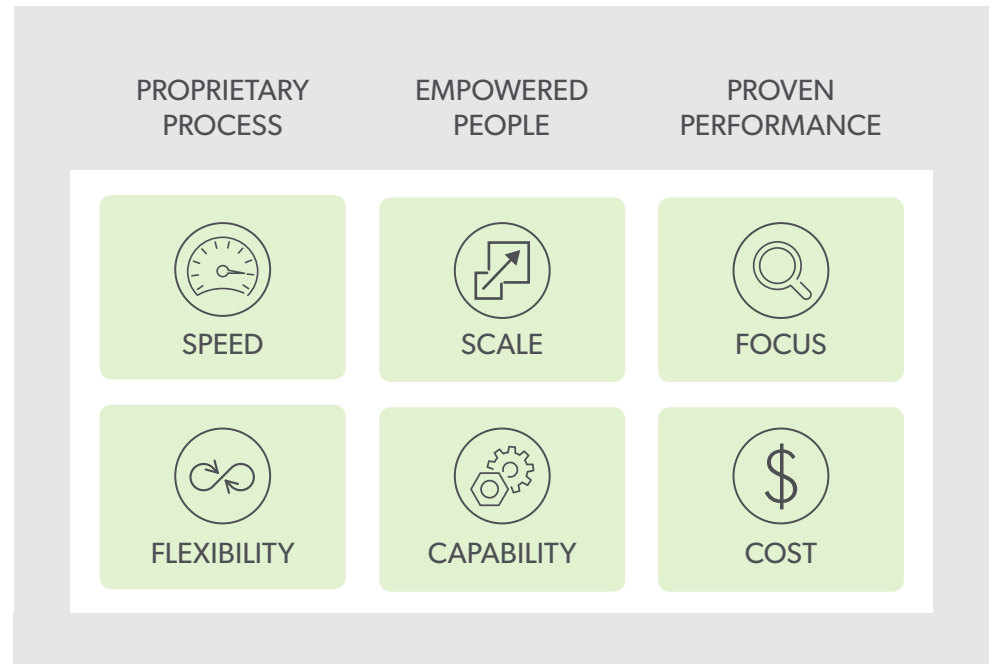 PROPRIETARY
PROCESS
EMPOWERED
PEOPLE
PROVEN
PERFORMANCE
SPEED
SCALE
FOCUS
FLEXIBILITY
CAPABILITY
$
COST